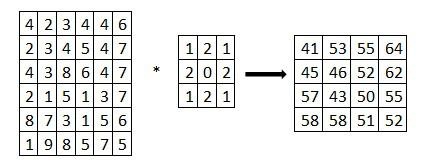 4 2 3 4 4 6
2 3 4 5 4 7
4 3 8 6 4 7
2 1 5 1 3 7
8 7 3 1 5 6
1 9 8 5 7 5
*
1 2 1
2 0 2
1 2 1
41 53 55 64
45 46 52 62
57 43 50 55
58 58 51 52